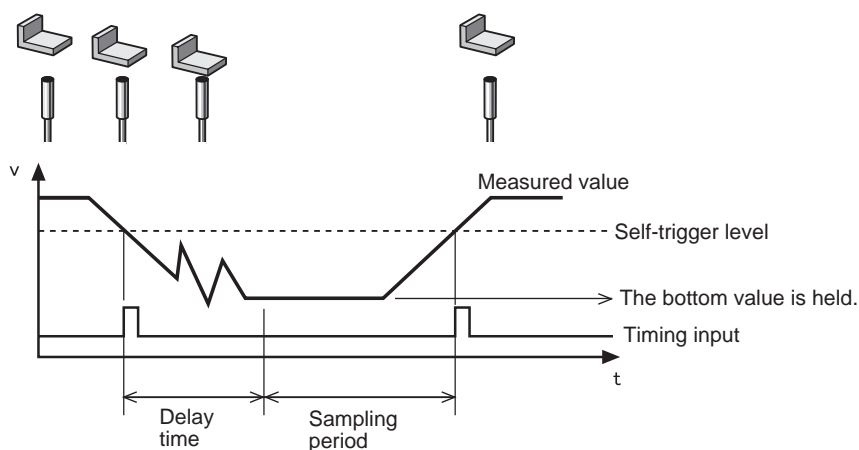 v
Measured value
Self-trigger level
The bottom value is held.
Timing input
t
Delay
time
Sampling
period